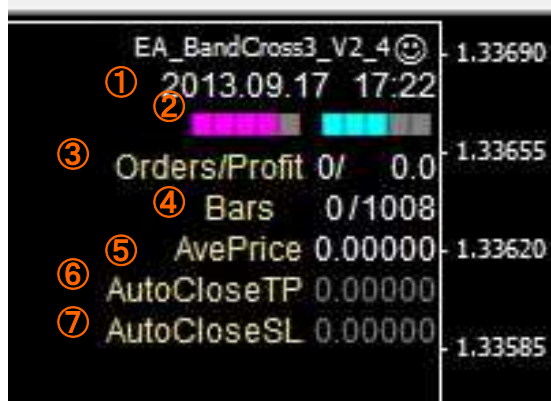 EA_BandCross3_V2_4☺ 1.33690
① 2013.09.17 17:22
②
③ Orders/Profit 0/ 0.0 1.33655
④ Bars 0/1008
⑤ AvePrice 0.00000 1.33620
⑥ AutoCloseTP 0.00000
⑦ AutoCloseSL 0.00000 1.33585